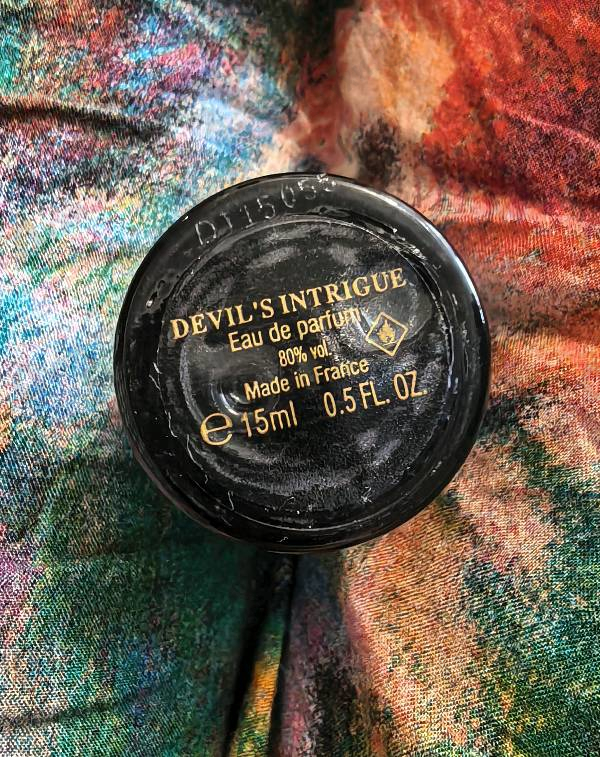 DEVIL'S INTRIGUE
Eau de parfum
80% vol.
Made in France
℮ 15ml 0.5 FL. OZ.